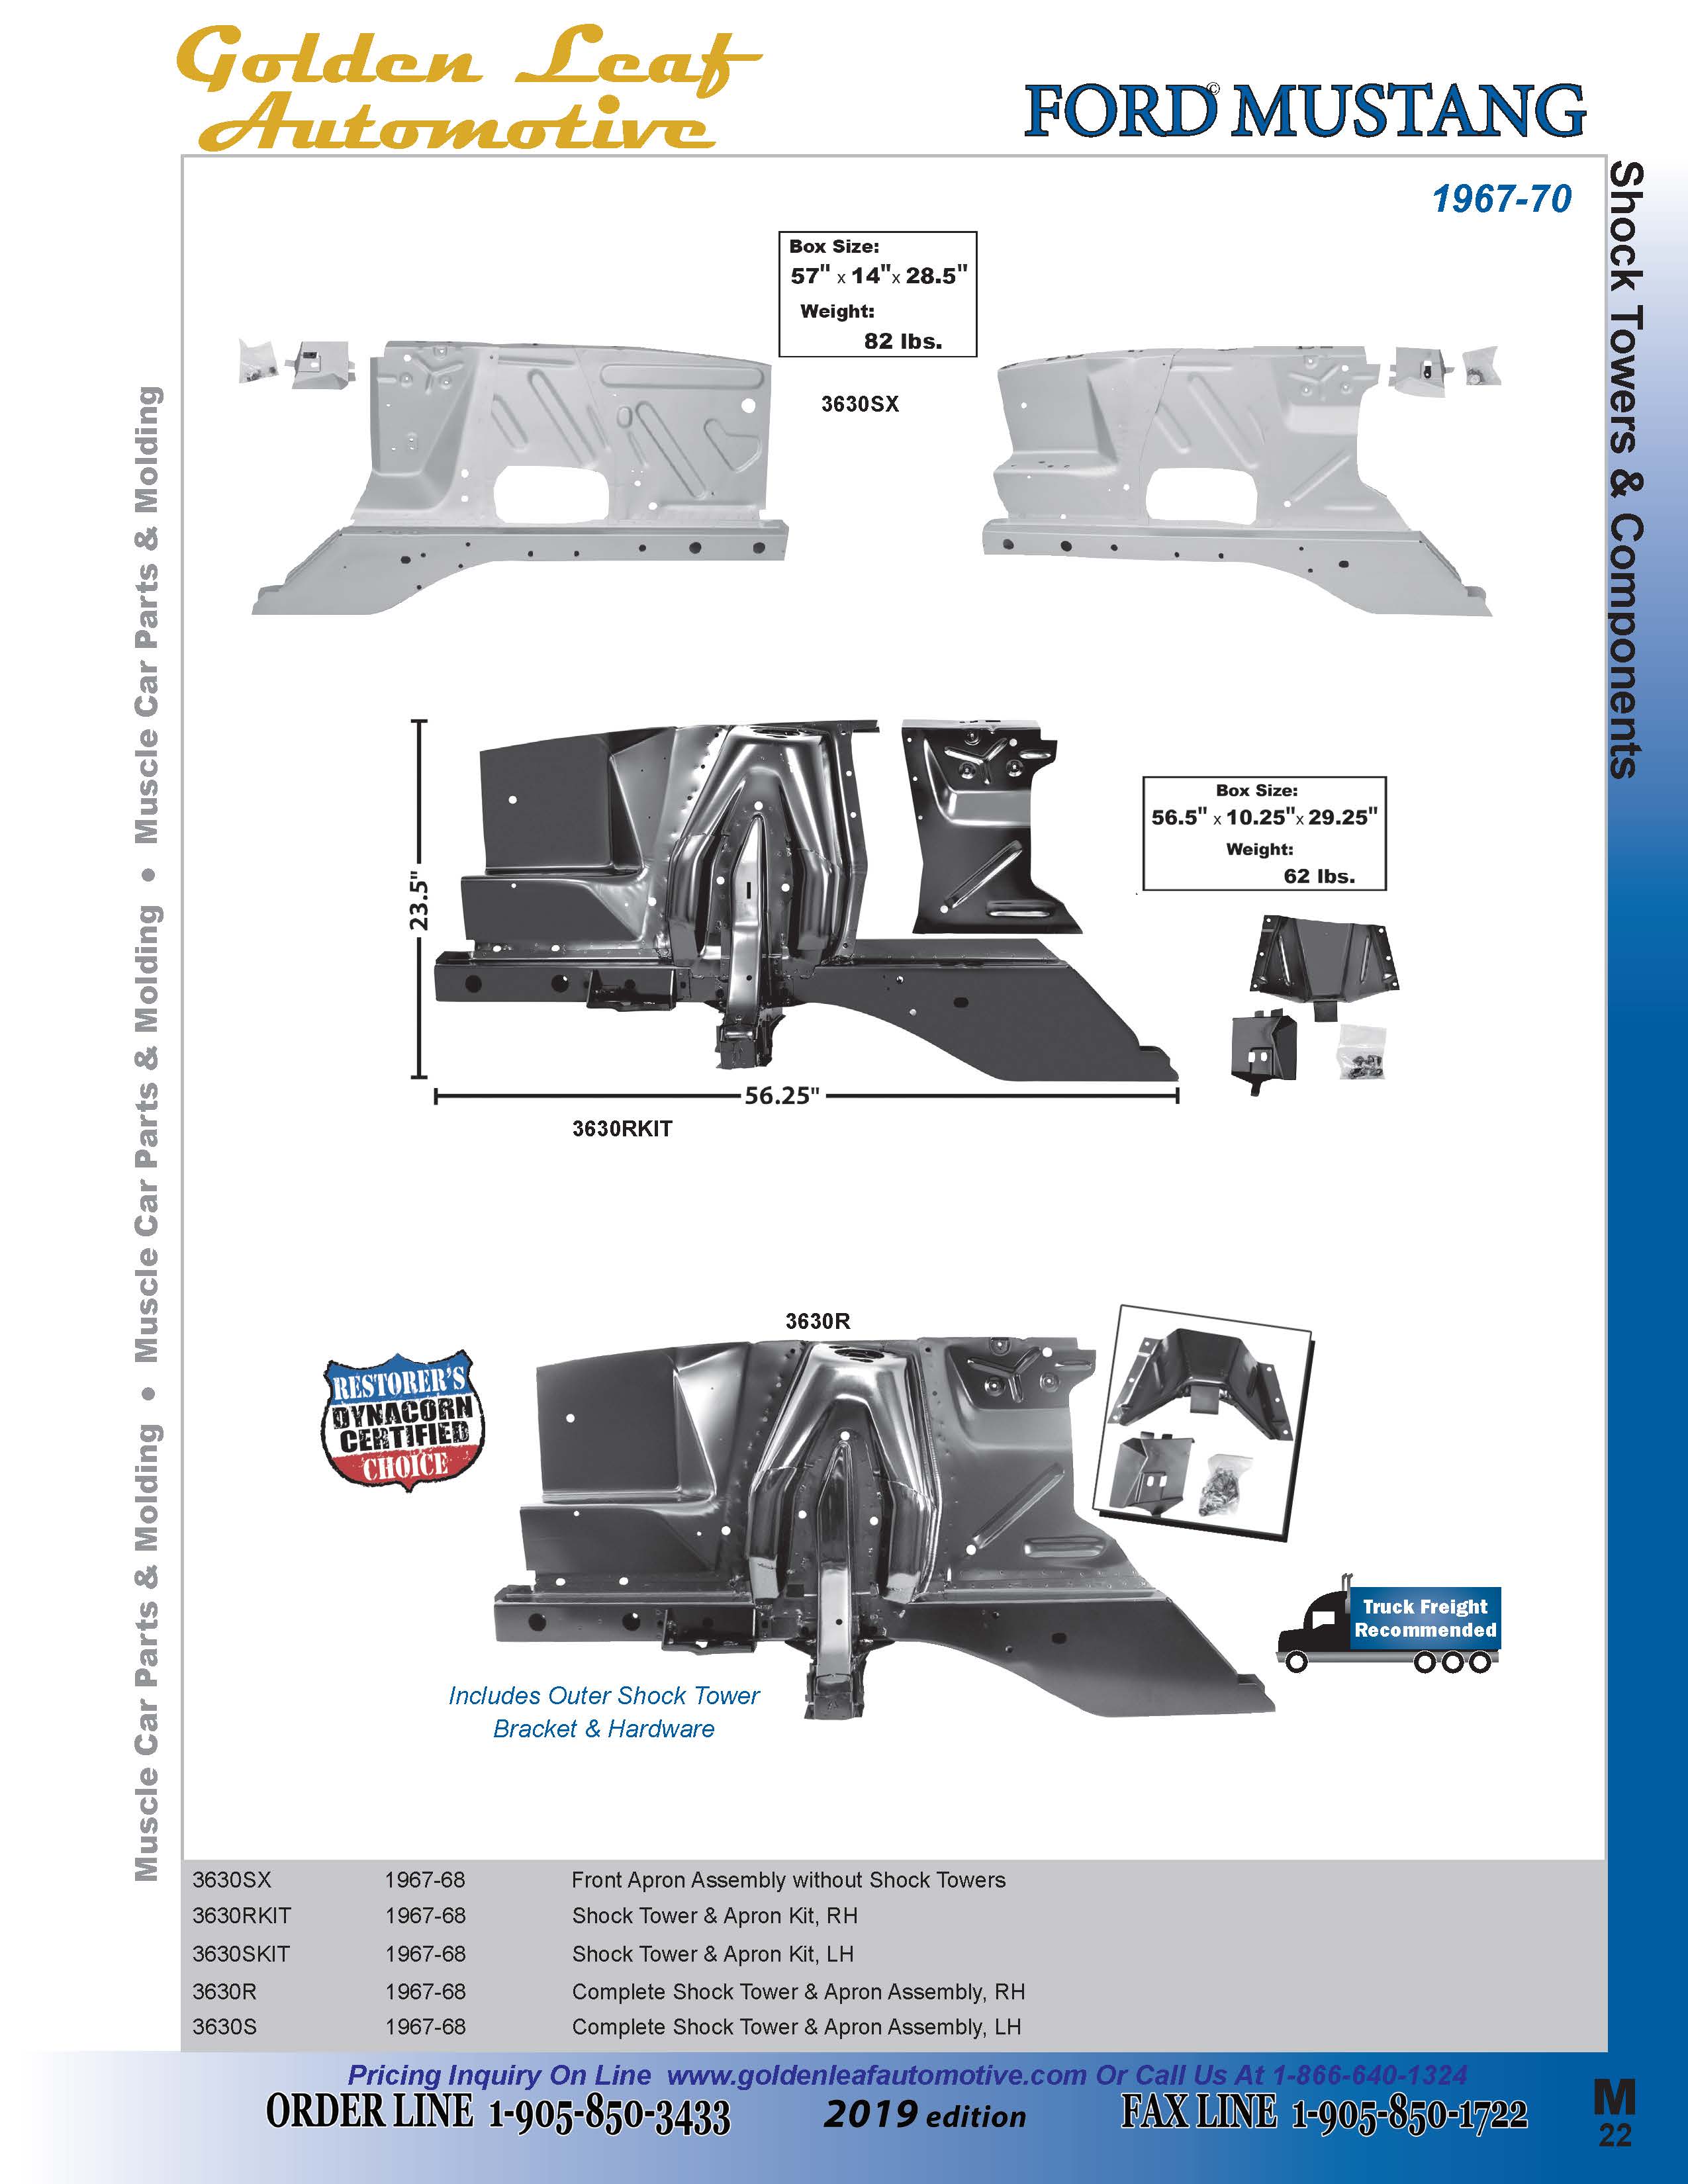 Golden Leaf
Automotive
FORD© MUSTANG
1967-70
Shock Towers & Components
Muscle Car Parts & Molding • Muscle Car Parts & Molding • Muscle Car Parts & Molding
Box Size:
57" x 14"x 28.5"
Weight:
82 lbs.
3630SX
23.5"
56.25"
3630RKIT
Box Size:
56.5" x 10.25"x 29.25"
Weight:
62 lbs.
3630R
RESTORER'S
DYNACORN
CERTIFIED
CHOICE
Truck Freight
Recommended
Includes Outer Shock Tower
Bracket & Hardware
3630SX 1967-68 Front Apron Assembly without Shock Towers
3630RKIT 1967-68 Shock Tower & Apron Kit, RH
3630SKIT 1967-68 Shock Tower & Apron Kit, LH
3630R 1967-68 Complete Shock Tower & Apron Assembly, RH
3630S 1967-68 Complete Shock Tower & Apron Assembly, LH
Pricing Inquiry On Line www.goldenleafautomotive.com Or Call Us At 1-866-640-1324
ORDER LINE 1-905-850-3433 2019 edition FAX LINE 1-905-850-1722
M
22